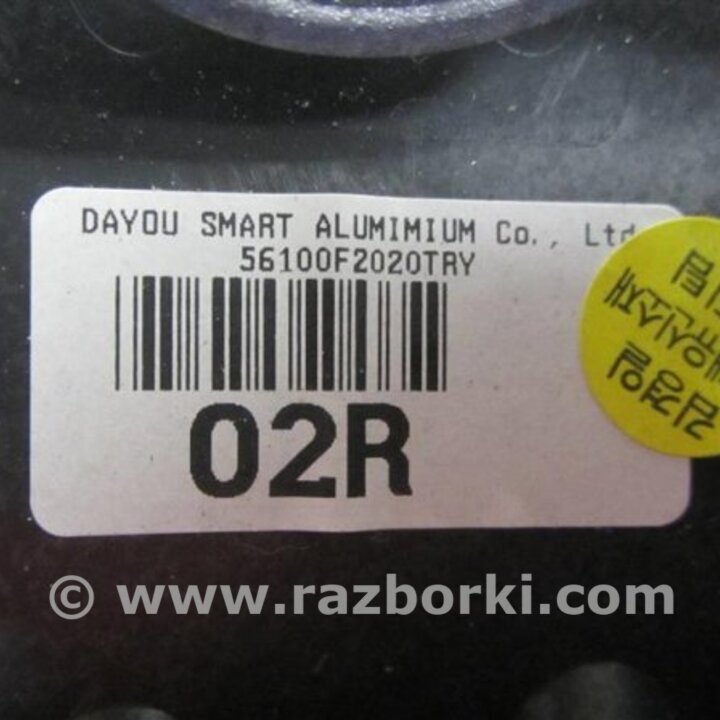 DAYOU SMART ALUMIMIUM Co., Ltd
56100F2020TRY
02R
© www.razborki.com